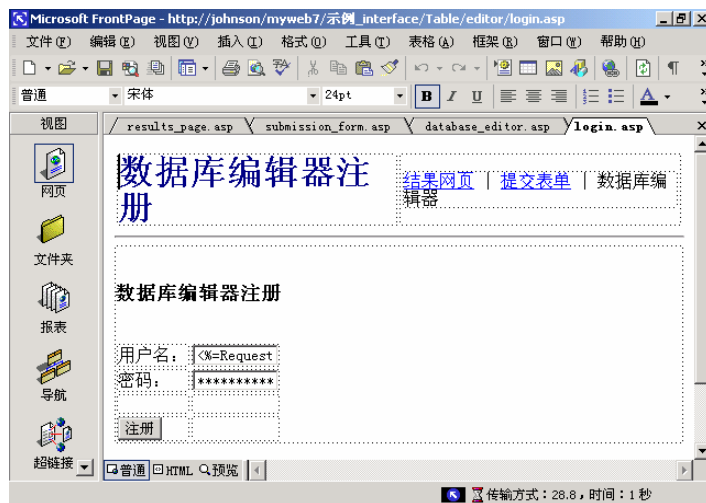 Microsoft FrontPage - http://johnson/myweb7/示例_interface/Table/editor/login.asp
文件(F) 编辑(E) 视图(V) 插入(I) 格式(O) 工具(T) 表格(A) 框架(R) 窗口(W) 帮助(H)
普通 宋体 24pt B I U A
视图 results_page.asp submission_form.asp database_editor.asp login.asp
网页
文件夹
报表
导航
超链接
数据库编辑器注
册
结果网页 | 提交表单 | 数据库编
辑器
数据库编辑器注册
用户名： <%=Request
密码： **********
注册
普通 HTML 预览
传输方式：28.8，时间：1 秒